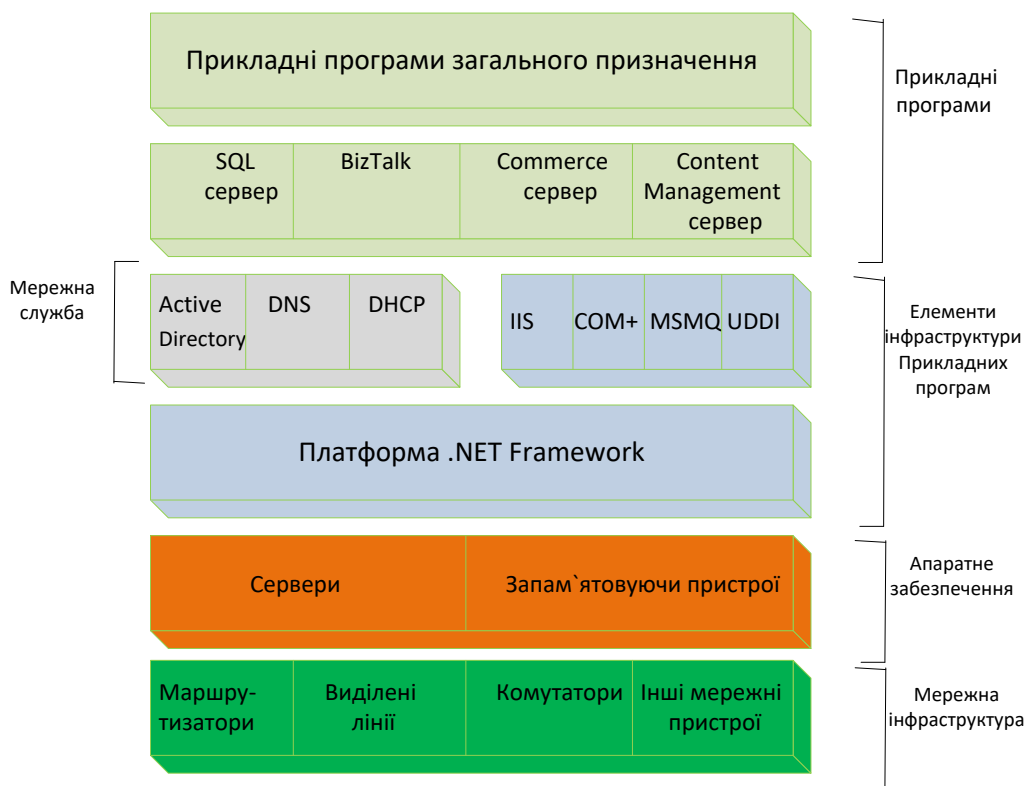 Прикладні програми загального призначення
Прикладні
програми
SQL
сервер
BizTalk
Commerce
сервер
Content
Management
сервер
Мережна
служба
Active
Directory
DNS
DHCP
IIS
COM+
MSMQ
UDDI
Елементи
інфраструктури
Прикладних
програм
Платформа .NET Framework
Сервери
Запам`ятовуючи пристрої
Апаратне
забезпечення
Маршру-
тизатори
Виділені
лінії
Комутатори
Інші мережні
пристрої
Мережна
інфраструктура